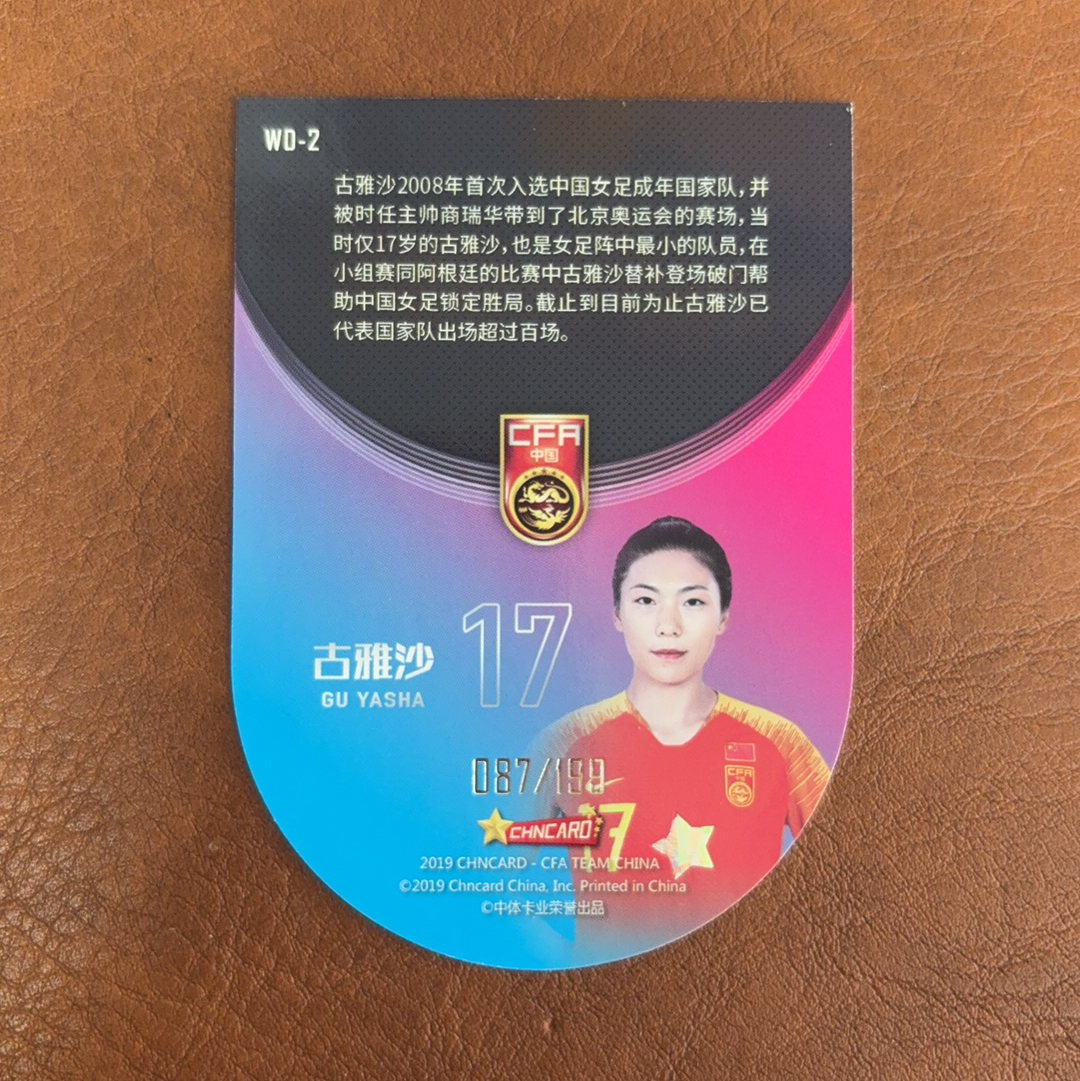 WD-2
古雅沙2008年首次入选中国女足成年国家队，并
被时任主帅商瑞华带到了北京奥运会的赛场，当
时仅17岁的古雅沙，也是女足阵中最小的队员，在
小组赛同阿根廷的比赛中古雅沙替补登场破门帮
助中国女足锁定胜局。截止到目前为止古雅沙已
代表国家队出场超过百场。
CFA
中国
17
古雅沙
GU YASHA
CFA
087/199
17
CHNCARD
2019 CHNCARD - CFA TEAM CHINA
©2019 Chncard China, Inc. Printed in China
©中体卡业荣誉出品